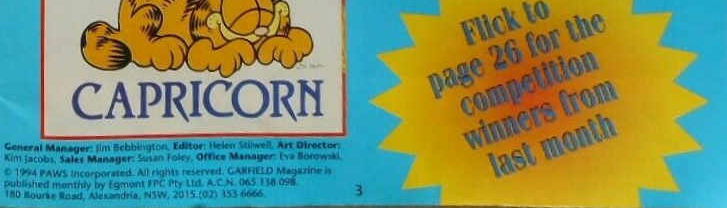 CAPRICORN
General Manager: Jim Bebbington, Editor: Helen Stilwell, Art Director:
Kim Jacobs, Sales Manager: Susan Foley, Office Manager: Eva Borowski.
© 1994 PAWS Incorporated. All rights reserved. GARFIELD Magazine is
published monthly by Egmont FPC Pty Ltd. A.C.N. 065 138 098.
180 Bourke Road, Alexandria, NSW, 2015.(02) 353 6666.
3
Flick to
page 26 for the
competition
winners from
last month